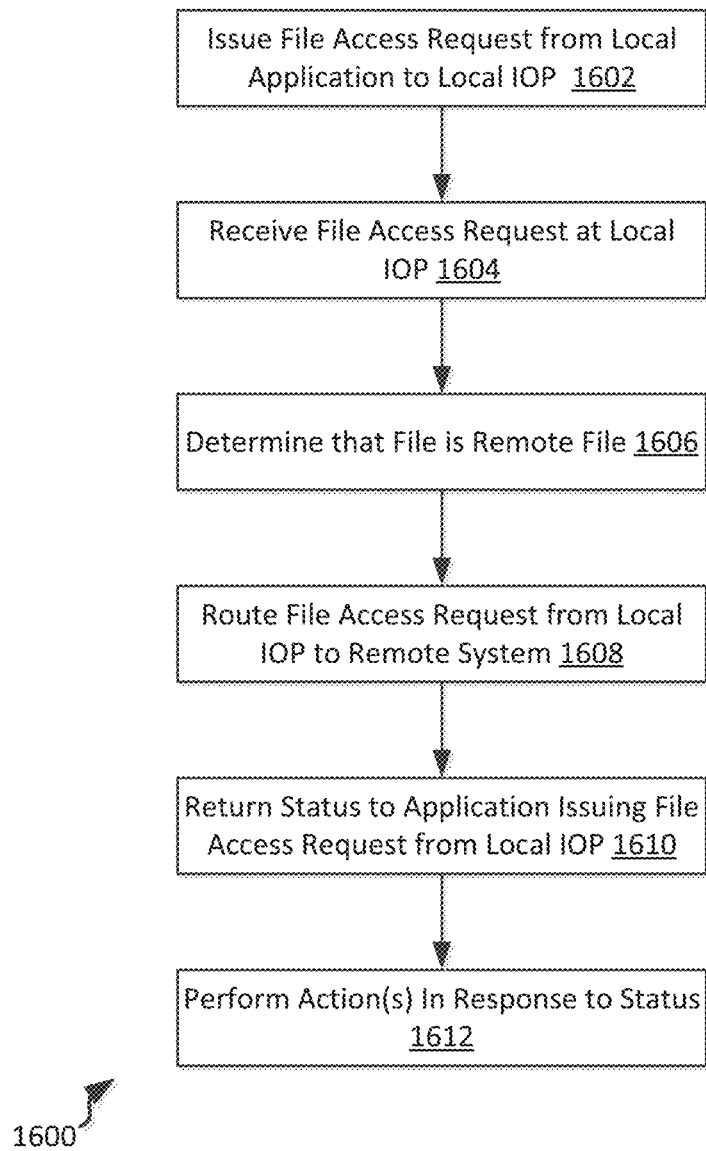 Issue File Access Request from Local
Application to Local IOP 1602
Receive File Access Request at Local
IOP 1604
Determine that File is Remote File 1606
Route File Access Request from Local
IOP to Remote System 1608
Return Status to Application Issuing File
Access Request from Local IOP 1610
Perform Action(s) In Response to Status
1612
1600